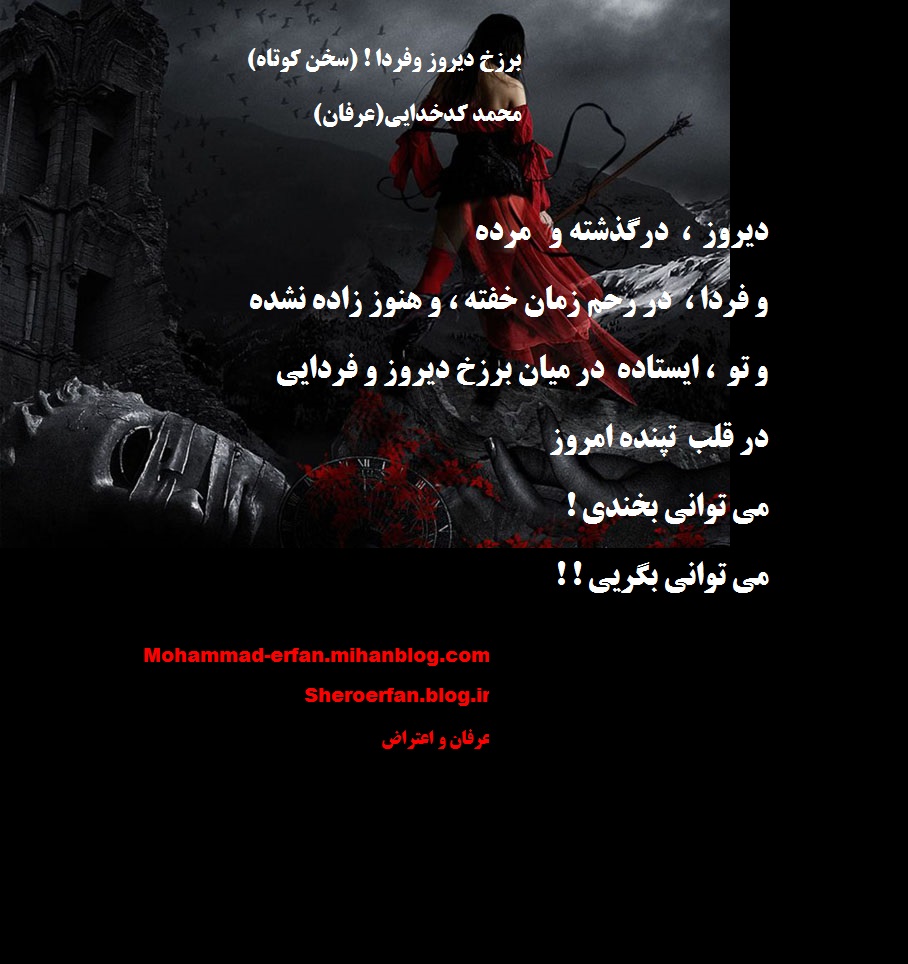 برزخ دیروز وفردا ! (سخن کوتاه)
محمد کدخدایی(عرفان)
دیروز ، درگذشته و مرده
و فردا ، در رحم زمان خفته ، و هنوز زاده نشده
و تو ، ایستاده در میان برزخ دیروز و فردایی
در قلب تپنده امروز
می توانی بخندی !
می توانی بگریی ! !
Mohammad-erfan.mihanblog.com
Sheroerfan.blog.ir
عرفان و اعتراض